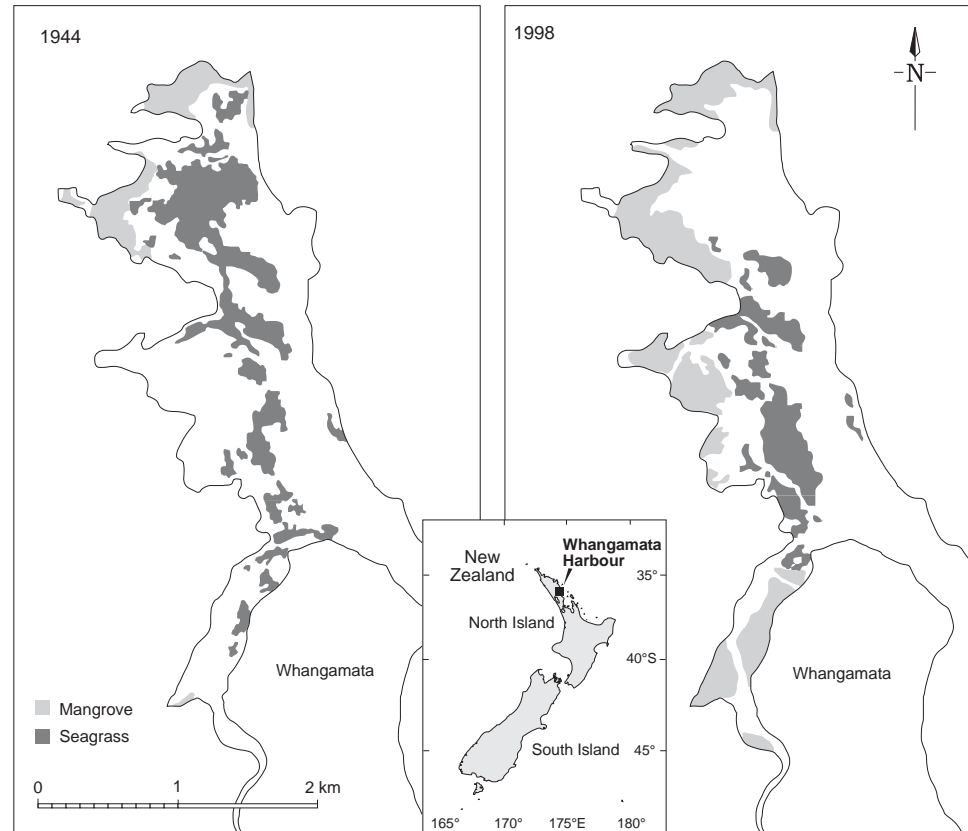 1944
1998
N
Whangamata
Mangrove
Seagrass
0 1 2 km
New
Zealand
Whangamata
Harbour
North Island
South Island
35°
40°S
45°
165° 170° 175°E 180°
Whangamata